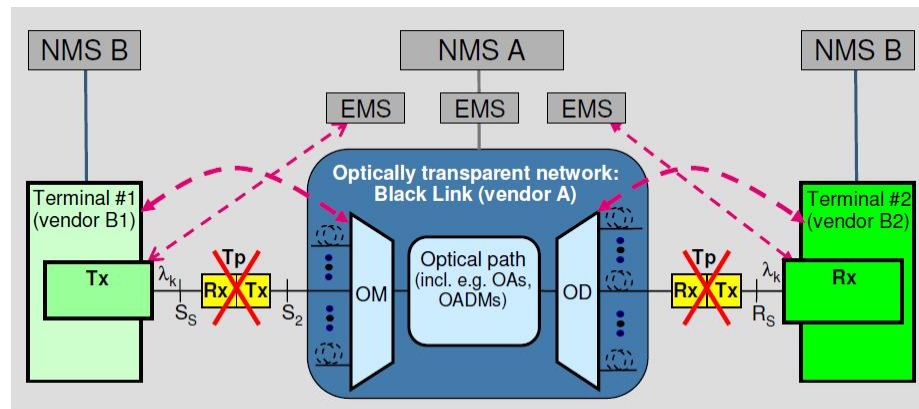 NMS B
NMS A
NMS B
EMS
EMS
EMS
Optically transparent network:
Black Link (vendor A)
Terminal #1
(vendor B1)
Terminal #2
(vendor B2)
Tx
λk
SS
Tp
Rx Tx
S2
OM
Optical path
(incl. e.g. OAs,
OADMs)
OD
Tp
Rx Tx
λk
RS
Rx